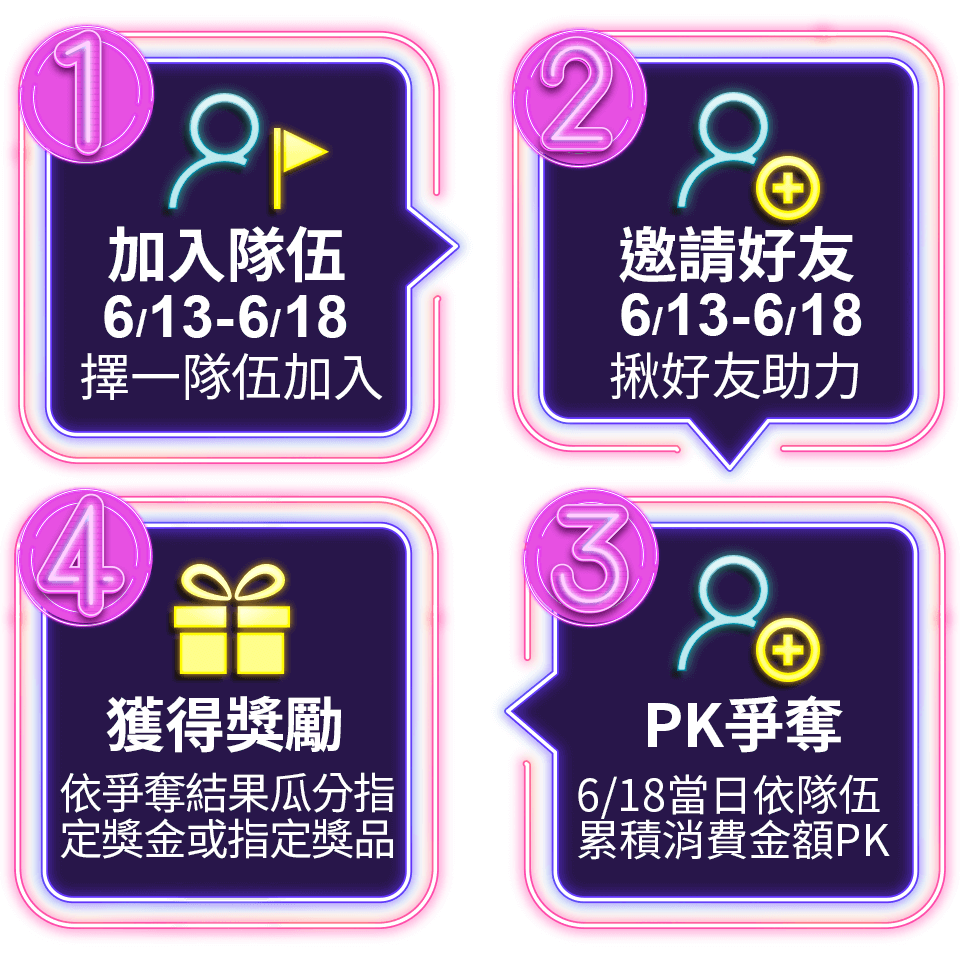 1
加入隊伍
6/13-6/18
擇一隊伍加入
2
邀請好友
6/13-6/18
揪好友助力
3
PK爭奪
6/18當日依隊伍
累積消費金額PK
4
獲得獎勵
依爭奪結果瓜分指
定獎金或指定獎品